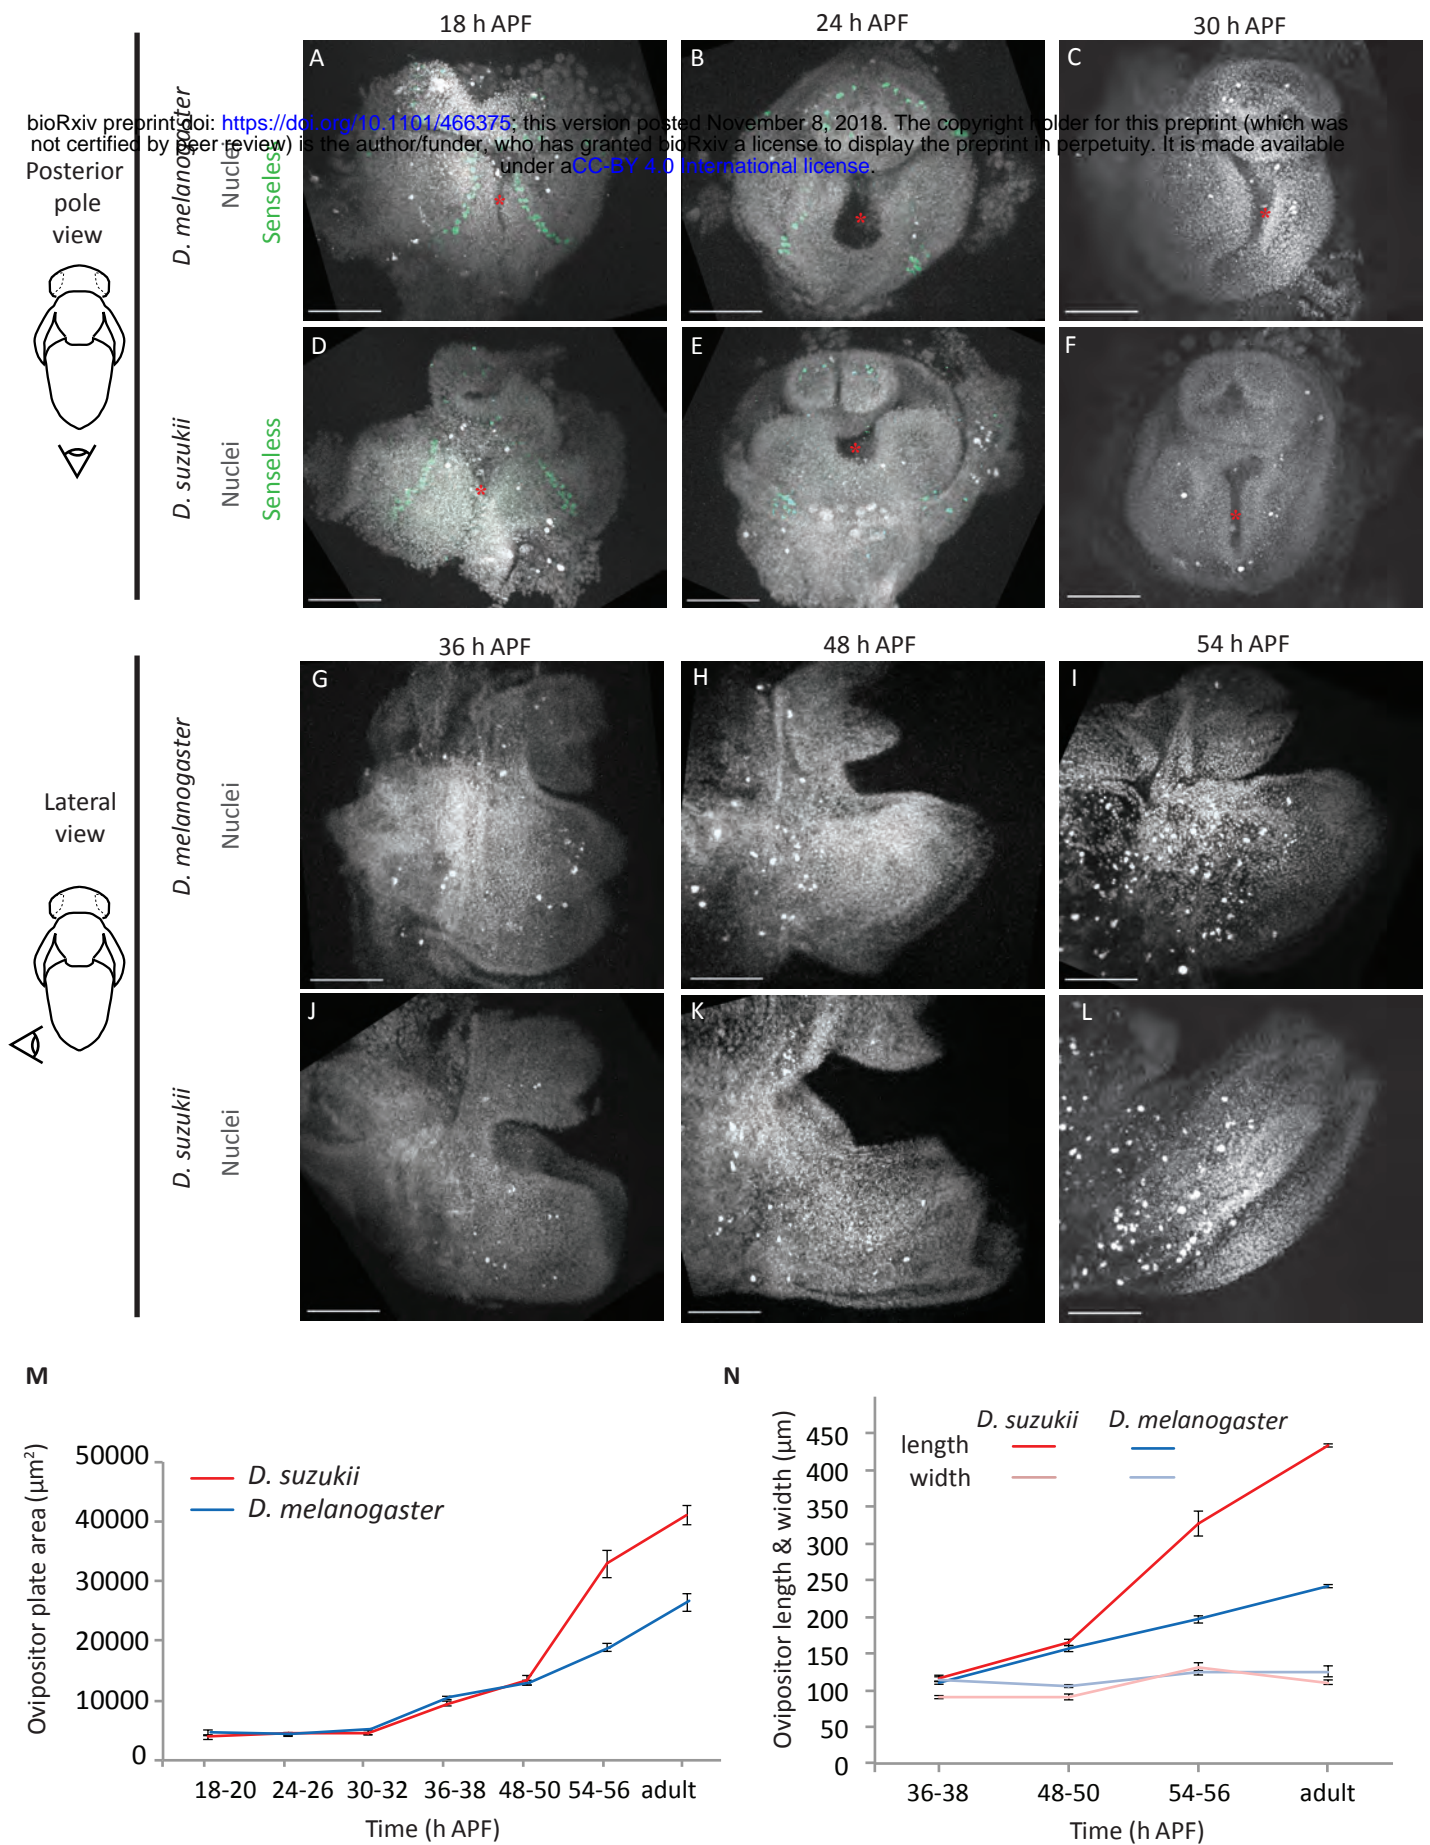 18 h APF
24 h APF
30 h APF
A
B
C
bioRxiv preprint doi: https://doi.org/10.1101/466375; this version posted November 8, 2018. The copyright holder for this preprint (which was
not certified by peer review) is the author/funder, who has granted bioRxiv a license to display the preprint in perpetuity. It is made available
under aCC-BY 4.0 International license.
Posterior
pole
view
D. melanogaster
Nuclei
Senseless
*
*
*
D
E
F
D. suzukii
Nuclei
Senseless
*
*
*
36 h APF
48 h APF
54 h APF
G
H
I
Lateral
view
D. melanogaster
Nuclei
J
K
L
D. suzukii
Nuclei
M
Ovipositor plate area (µm²)
50000
40000
30000
20000
10000
0
D. suzukii
D. melanogaster
18-20 24-26 30-32 36-38 48-50 54-56 adult
Time (h APF)
N
Ovipositor length & width (µm)
D. suzukii D. melanogaster
length
width
450
400
350
300
250
200
150
100
50
0
36-38 48-50 54-56 adult
Time (h APF)